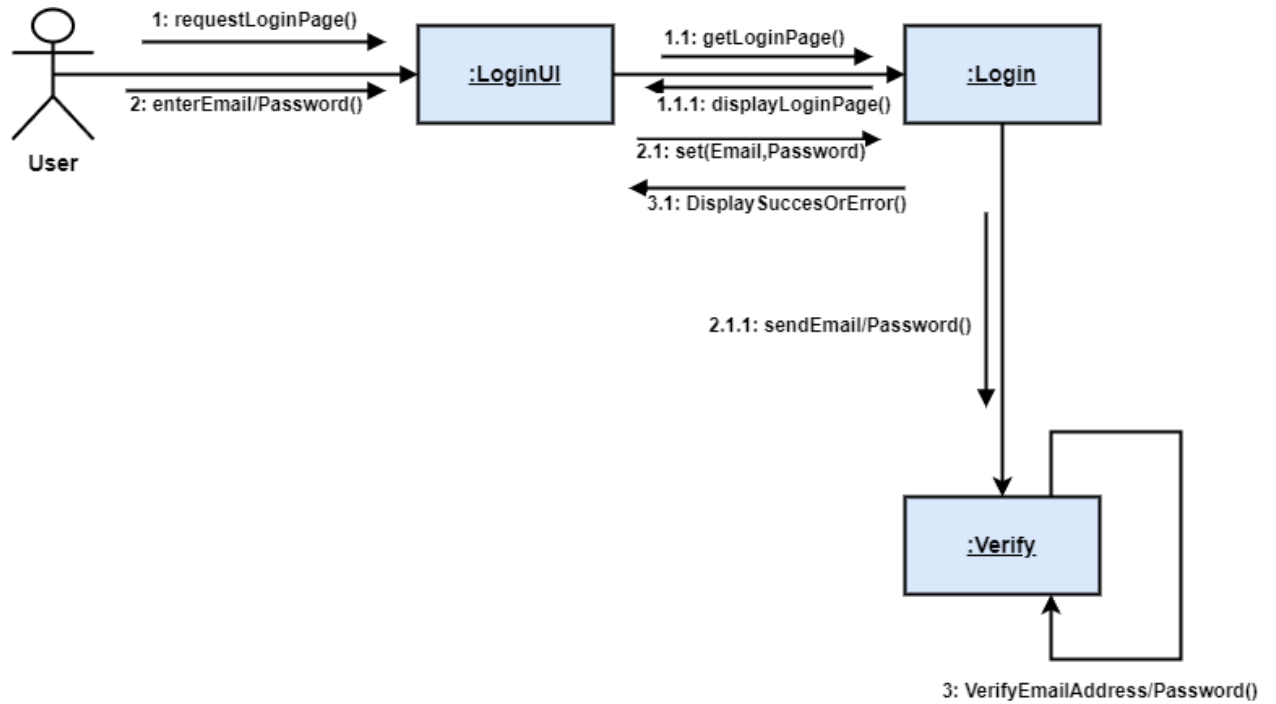 1: requestLoginPage()
2: enterEmail/Password()
User
:LoginUI
1.1: getLoginPage()
1.1.1: displayLoginPage()
2.1: set(Email,Password)
3.1: DisplaySuccesOrError()
:Login
2.1.1: sendEmail/Password()
:Verify
3: VerifyEmailAddress/Password()